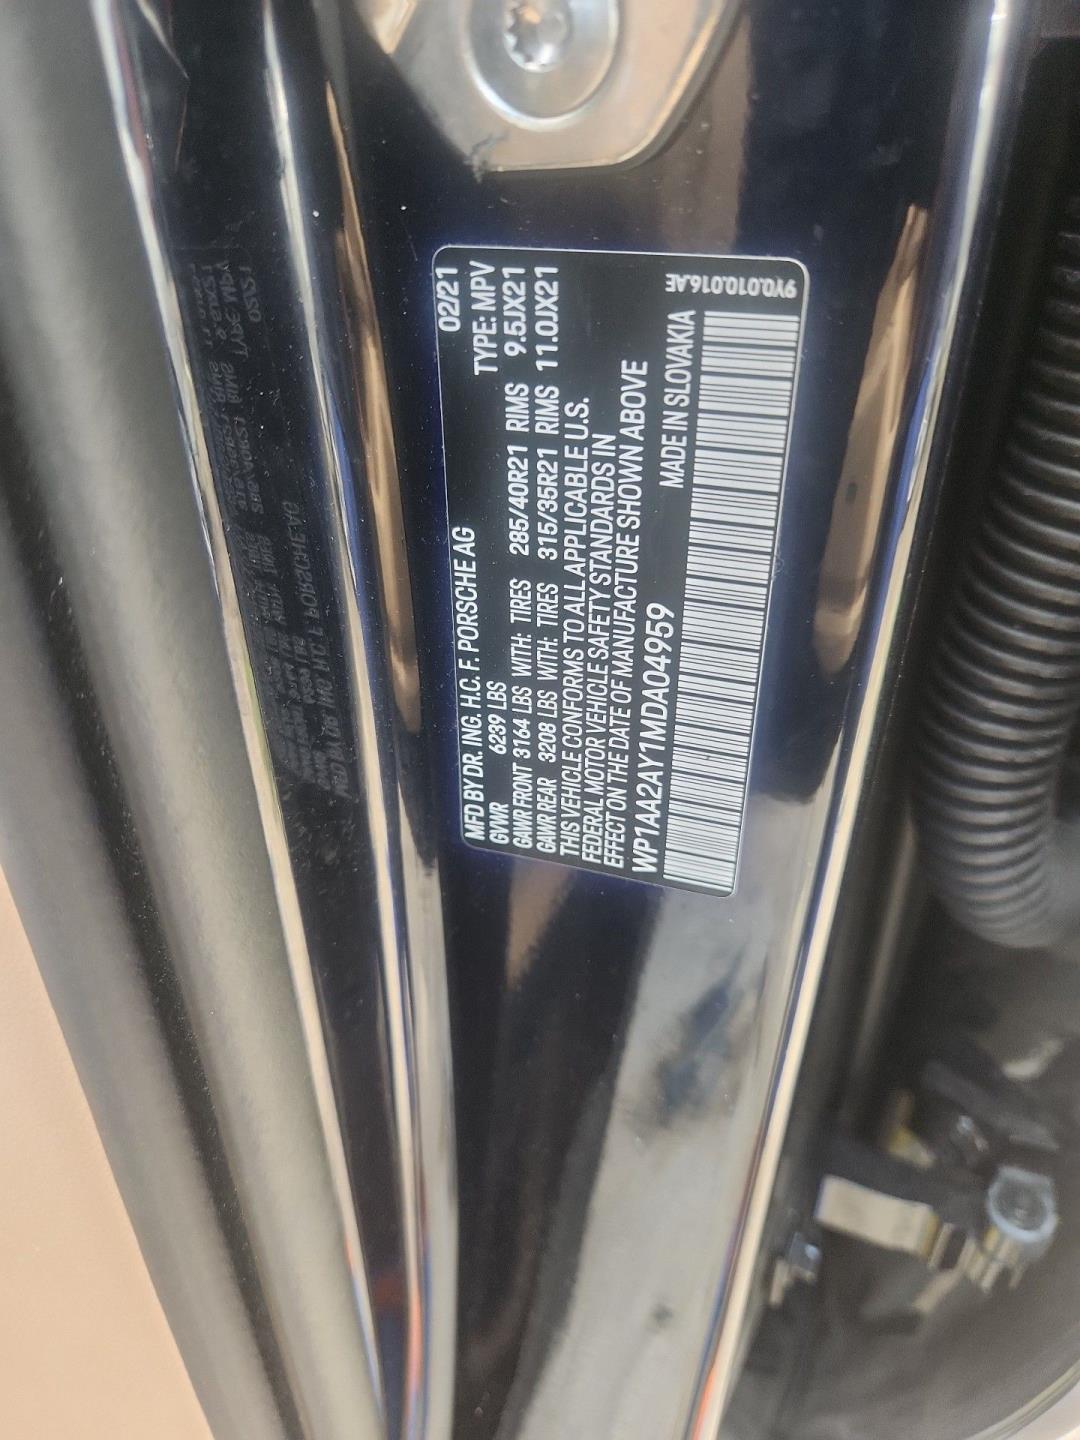 MFD BY DR. ING. H.C. F. PORSCHE AG 02/21
GVWR 6239 LBS TYPE: MPV
GAWR FRONT 3164 LBS WITH: TIRES 285/40R21 RIMS 9.5JX21
GAWR REAR 3208 LBS WITH: TIRES 315/35R21 RIMS 11.0JX21
THIS VEHICLE CONFORMS TO ALL APPLICABLE U.S.
FEDERAL MOTOR VEHICLE SAFETY STANDARDS IN
EFFECT ON THE DATE OF MANUFACTURE SHOWN ABOVE
WP1AA2AY1MDA04959 MADE IN SLOVAKIA
9Y0.010.016.AE